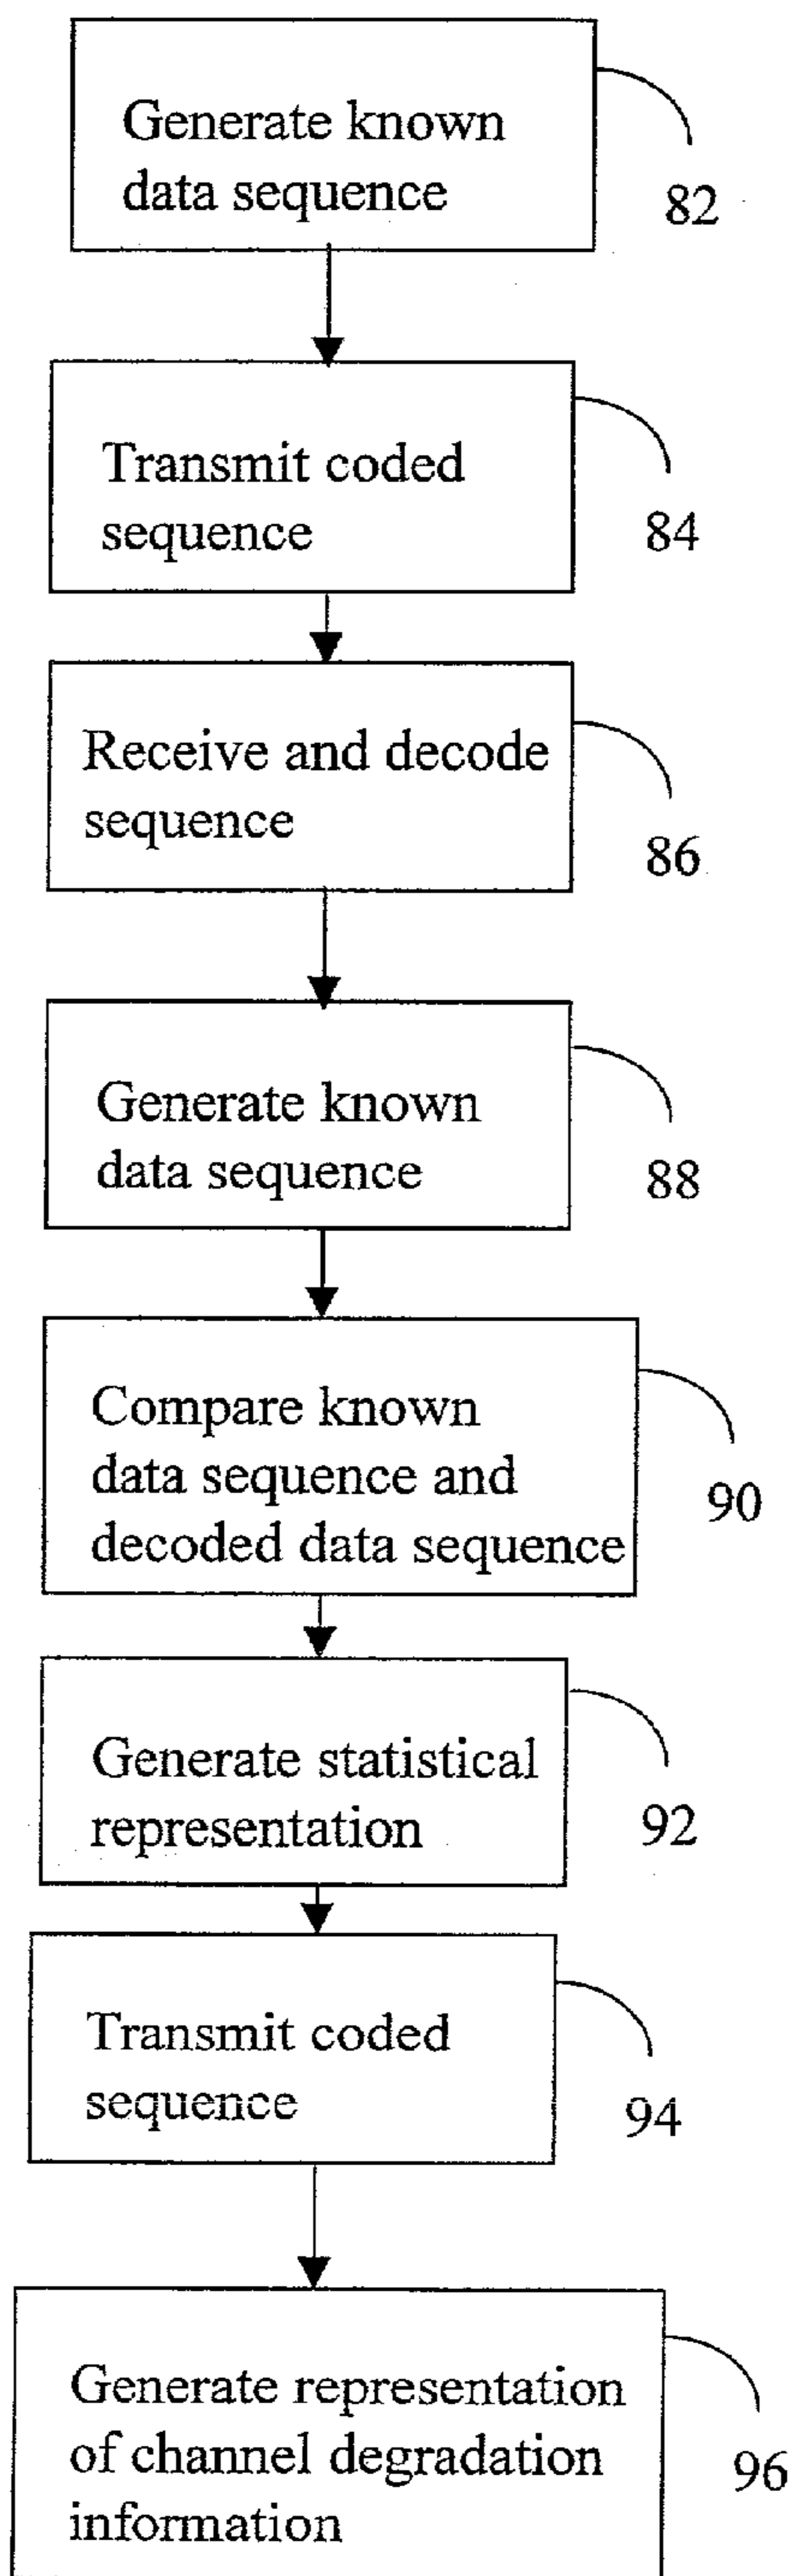 Generate known
data sequence
82
Transmit coded
sequence
84
Receive and decode
sequence
86
Generate known
data sequence
88
Compare known
data sequence and
decoded data sequence
90
Generate statistical
representation
92
Transmit coded
sequence
94
Generate representation
of channel degradation
information
96